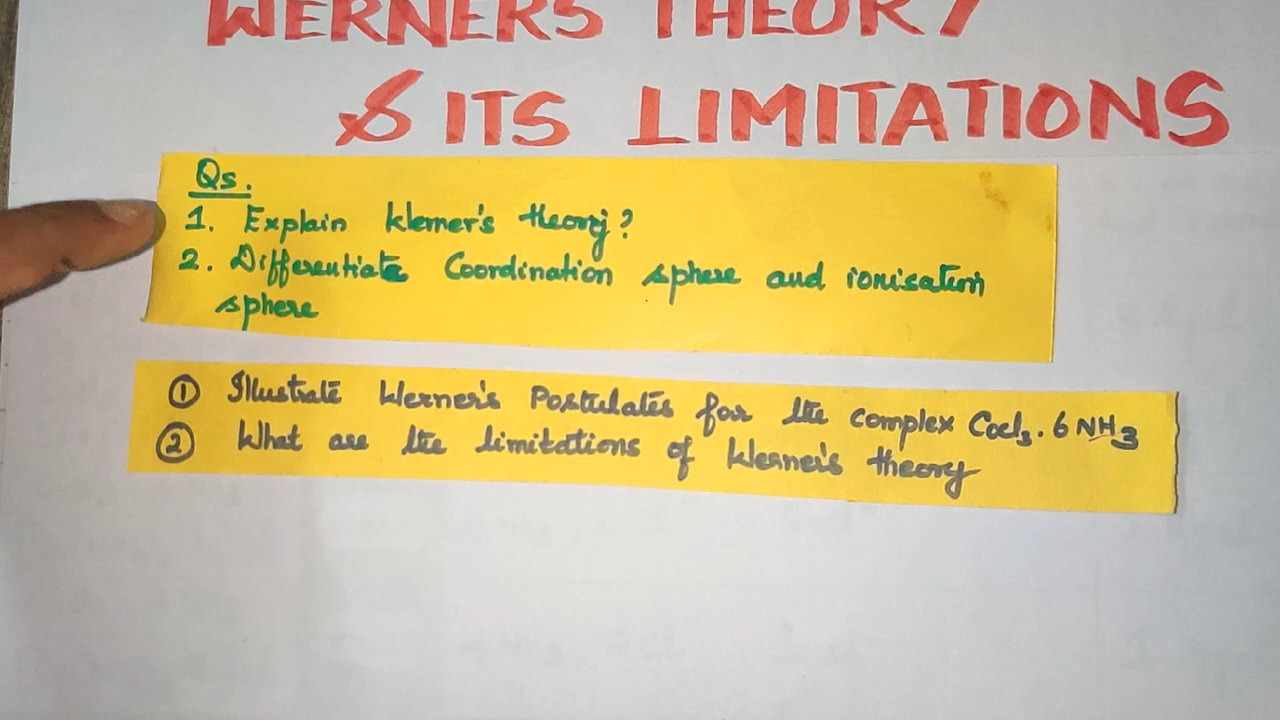 WERNERS THEORY
& ITS LIMITATIONS
Qs.
1. Explain Werner's theory?
2. Differentiate Coordination sphere and ionisation
sphere
① Illustrate Werner's Postulates for the complex CoCl₃. 6 NH₃
② What are the limitations of Werner's theory